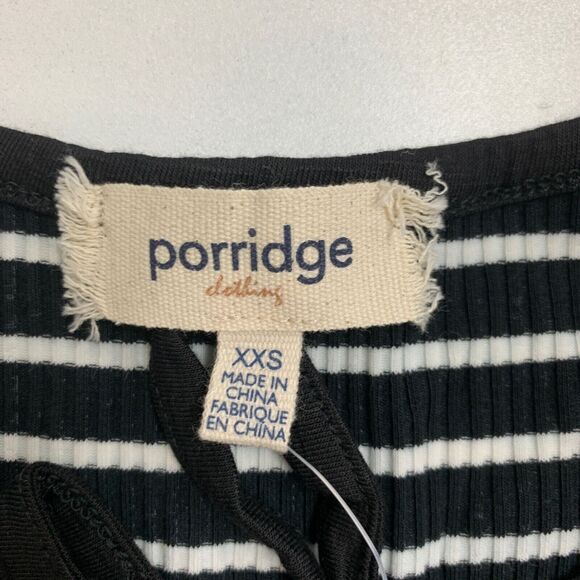 porridge
clothing
XXS
MADE IN
CHINA
FABRIQUE
EN CHINA